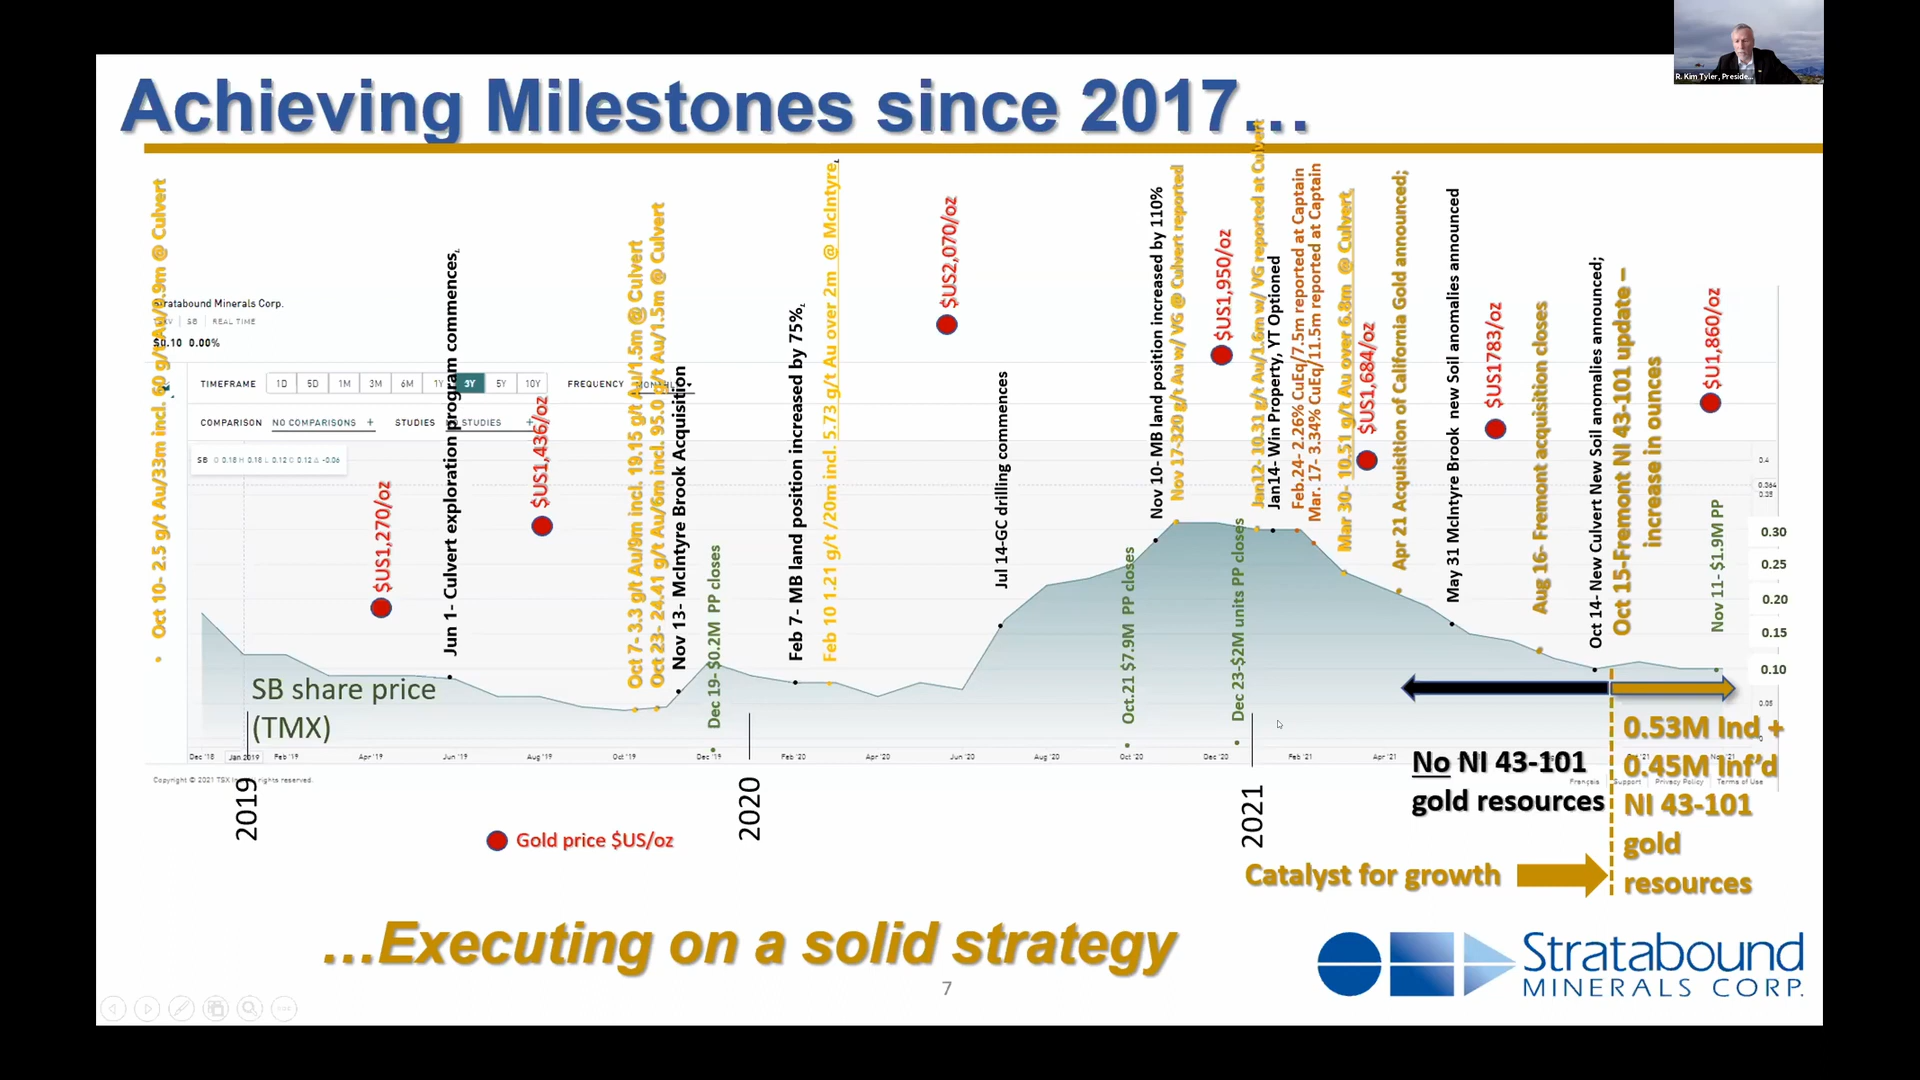 R. Kim Tyler, Preside...
Achieving Milestones since 2017...
Oct 10- 2.5 g/t Au/33m incl. 60 g/t Au/0.9m @ Culvert
Stratabound Minerals Corp.
SB | REAL TIME
$0.10 0.00%
TIMEFRAME 1D 5D 1M 3M 6M 1Y 3Y 5Y 10Y FREQUENCY MONTHLY
COMPARISON NO COMPARISONS + STUDIES NO STUDIES +
SB O 0.18 H 0.18 L 0.12 C 0.12 Δ -0.06
$US1,270/oz
Jun 1- Culvert exploration program commences,
$US1,436/oz
Oct 7 - 3.3 g/t Au/9m incl. 19.15 g/t Au/1.5m @ Culvert
Oct 23- 24.41 g/t Au/6m incl. 95.0 g/t Au/1.5m @ Culvert
Nov 13- McIntyre Brook Acquisition
Dec 19- $0.2M PP closes
Feb 7 - MB land position increased by 75%,
Feb 10 1.21 g/t /20m incl. 5.73 g/t Au over 2m @ McIntyre,
$US2,070/oz
Jul 14-GC drilling commences
Oct.21 $7.9M PP closes
Nov 10- MB land position increased by 110%
Nov 17-320 g/t Au w/ VG @ Culvert reported
$US1,950/oz
Dec 23-$2M units PP closes
Jan12- 10.31 g/t Au/1.6m w/ VG reported at Culvert
Jan14- Win Property, YT Optioned
Feb.24- 2.26% CuEq/7.5m reported at Captain
Mar. 17- 3.34% CuEq/11.5m reported at Captain
Mar 30- 10.51 g/t Au over 6.8m @ Culvert,
$US1,684/oz
Apr 21 Acquisition of California Gold announced;
May 31 McIntyre Brook new Soil anomalies announced
$US1783/oz
Aug 16- Fremont acquisition closes
Oct 14- New Culvert New Soil anomalies announced;
Oct 15-Fremont NI 43-101 update –
increase in ounces
$U1,860/oz
Nov 11- $1.9M PP
0.4
0.364
0.35
0.30
0.25
0.20
0.15
0.10
0.05
SB share price
(TMX)
Dec '18 Jan 2019 Feb '19 Apr '19 Jun '19 Aug '19 Oct '19 Dec '19 Feb '20 Apr '20 Jun '20 Aug '20 Oct '20 Dec '20 Feb '21 Apr '21
Copyright © 2021 TSX Inc. All rights reserved.
Français Support Privacy Policy Terms of Use
2019
2020
2021
Gold price $US/oz
No NI 43-101
gold resources
0.53M Ind +
0.45M Inf'd
NI 43-101
gold
resources
Catalyst for growth
...Executing on a solid strategy
Stratabound
MINERALS CORP.
7